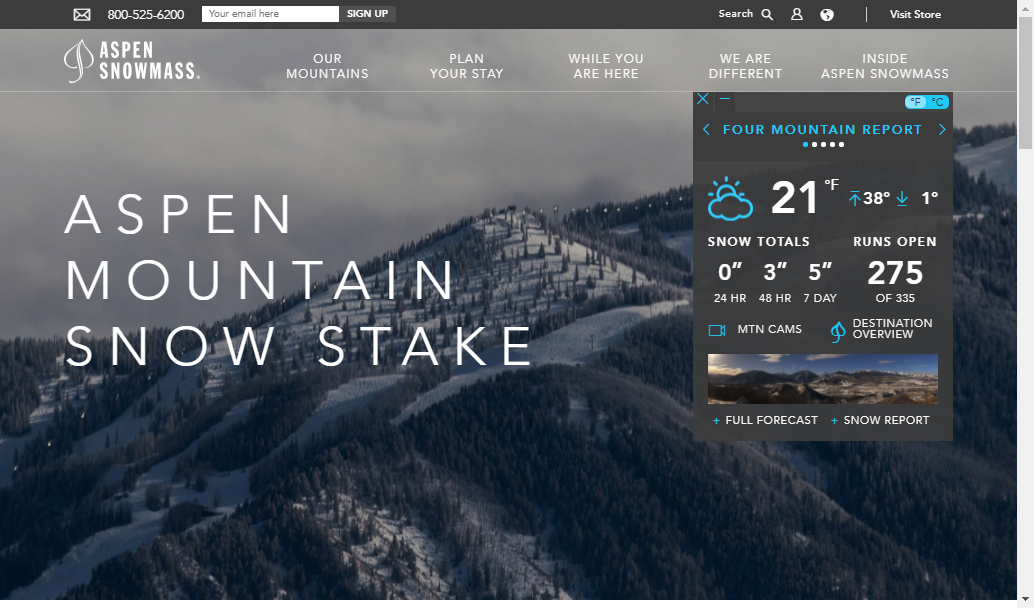 800-525-6200
Your email here
SIGN UP
Search
Visit Store
ASPEN
SNOWMASS®
OUR
MOUNTAINS
PLAN
YOUR STAY
WHILE YOU
ARE HERE
WE ARE
DIFFERENT
INSIDE
ASPEN SNOWMASS
°F °C
FOUR MOUNTAIN REPORT
21 °F 38° 1°
SNOW TOTALS
0” 3” 5”
24 HR 48 HR 7 DAY
RUNS OPEN
275
OF 335
MTN CAMS
DESTINATION
OVERVIEW
+ FULL FORECAST + SNOW REPORT
ASPEN
MOUNTAIN
SNOW STAKE